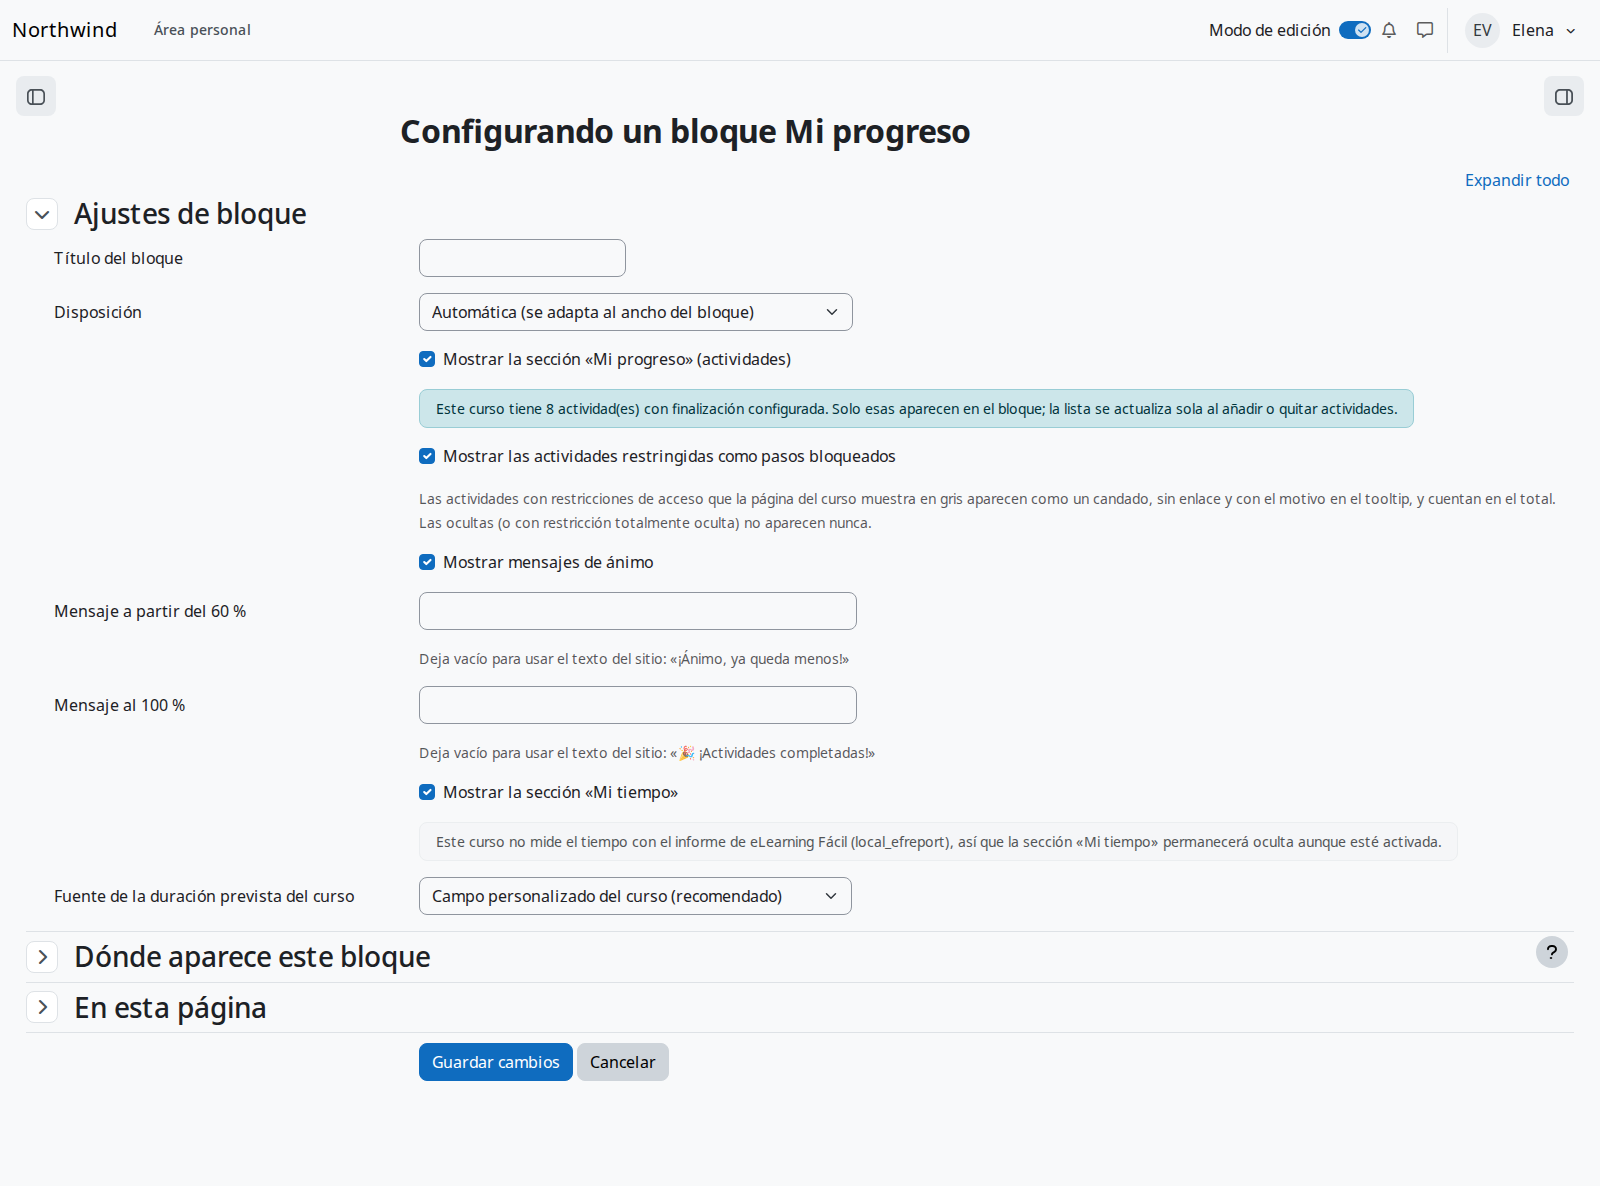 Northwind
Área personal
Modo de edición
EV
Elena
Configurando un bloque Mi progreso
Expandir todo
Ajustes de bloque
Título del bloque
Disposición
Automática (se adapta al ancho del bloque)
Mostrar la sección «Mi progreso» (actividades)
Este curso tiene 8 actividad(es) con finalización configurada. Solo esas aparecen en el bloque; la lista se actualiza sola al añadir o quitar actividades.
Mostrar las actividades restringidas como pasos bloqueados
Las actividades con restricciones de acceso que la página del curso muestra en gris aparecen como un candado, sin enlace y con el motivo en el tooltip, y cuentan en el total.
Las ocultas (o con restricción totalmente oculta) no aparecen nunca.
Mostrar mensajes de ánimo
Mensaje a partir del 60 %
Deja vacío para usar el texto del sitio: «¡Ánimo, ya queda menos!»
Mensaje al 100 %
Deja vacío para usar el texto del sitio: «🎉 ¡Actividades completadas!»
Mostrar la sección «Mi tiempo»
Este curso no mide el tiempo con el informe de eLearning Fácil (local_efreport), así que la sección «Mi tiempo» permanecerá oculta aunque esté activada.
Fuente de la duración prevista del curso
Campo personalizado del curso (recomendado)
Dónde aparece este bloque
?
En esta página
Guardar cambios
Cancelar